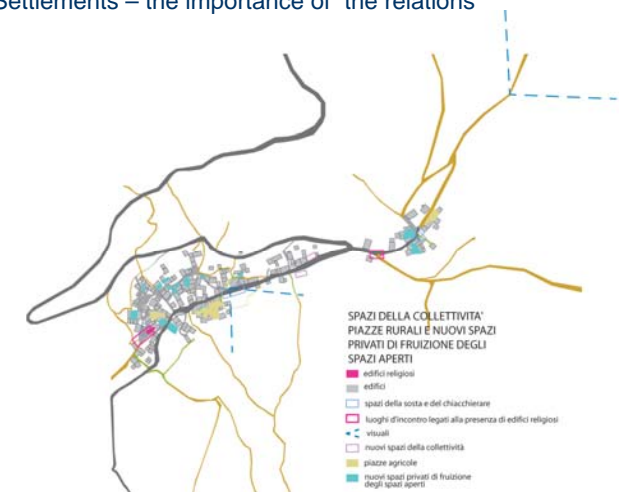 Settlements – the importance of the relations
SPAZI DELLA COLLETTIVITA'
PIAZZE RURALI E NUOVI SPAZI
PRIVATI DI FRUIZIONE DEGLI
SPAZI APERTI
edifici religiosi
edifici
spazi della sosta e del chiacchierare
luoghi d'incontro legati alla presenza di edifici religiosi
visuali
nuovi spazi della collettività
piazze agricole
nuovi spazi privati di fruizione
degli spazi aperti